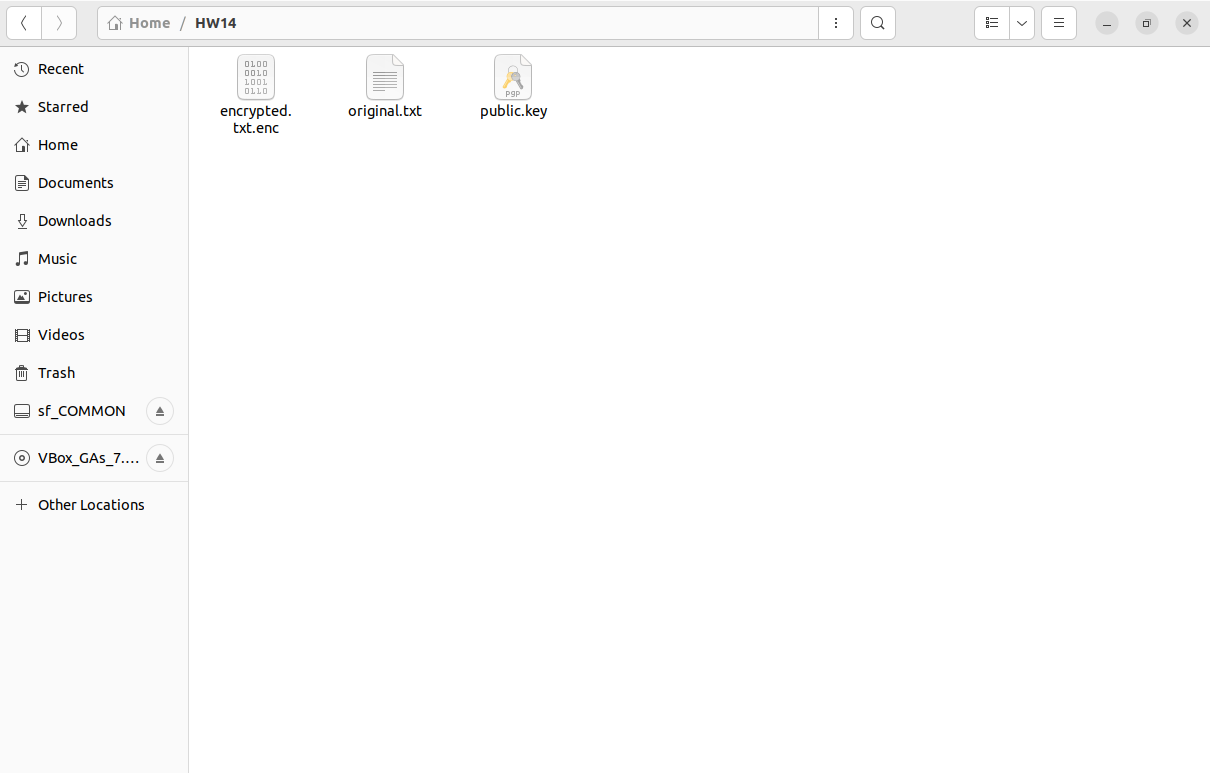 Home / HW14
Recent
Starred
Home
Documents
Downloads
Music
Pictures
Videos
Trash
sf_COMMON
VBox_GAs_7....
Other Locations
0100
0010
1001
0110
encrypted.
txt.enc
original.txt
pgp
public.key